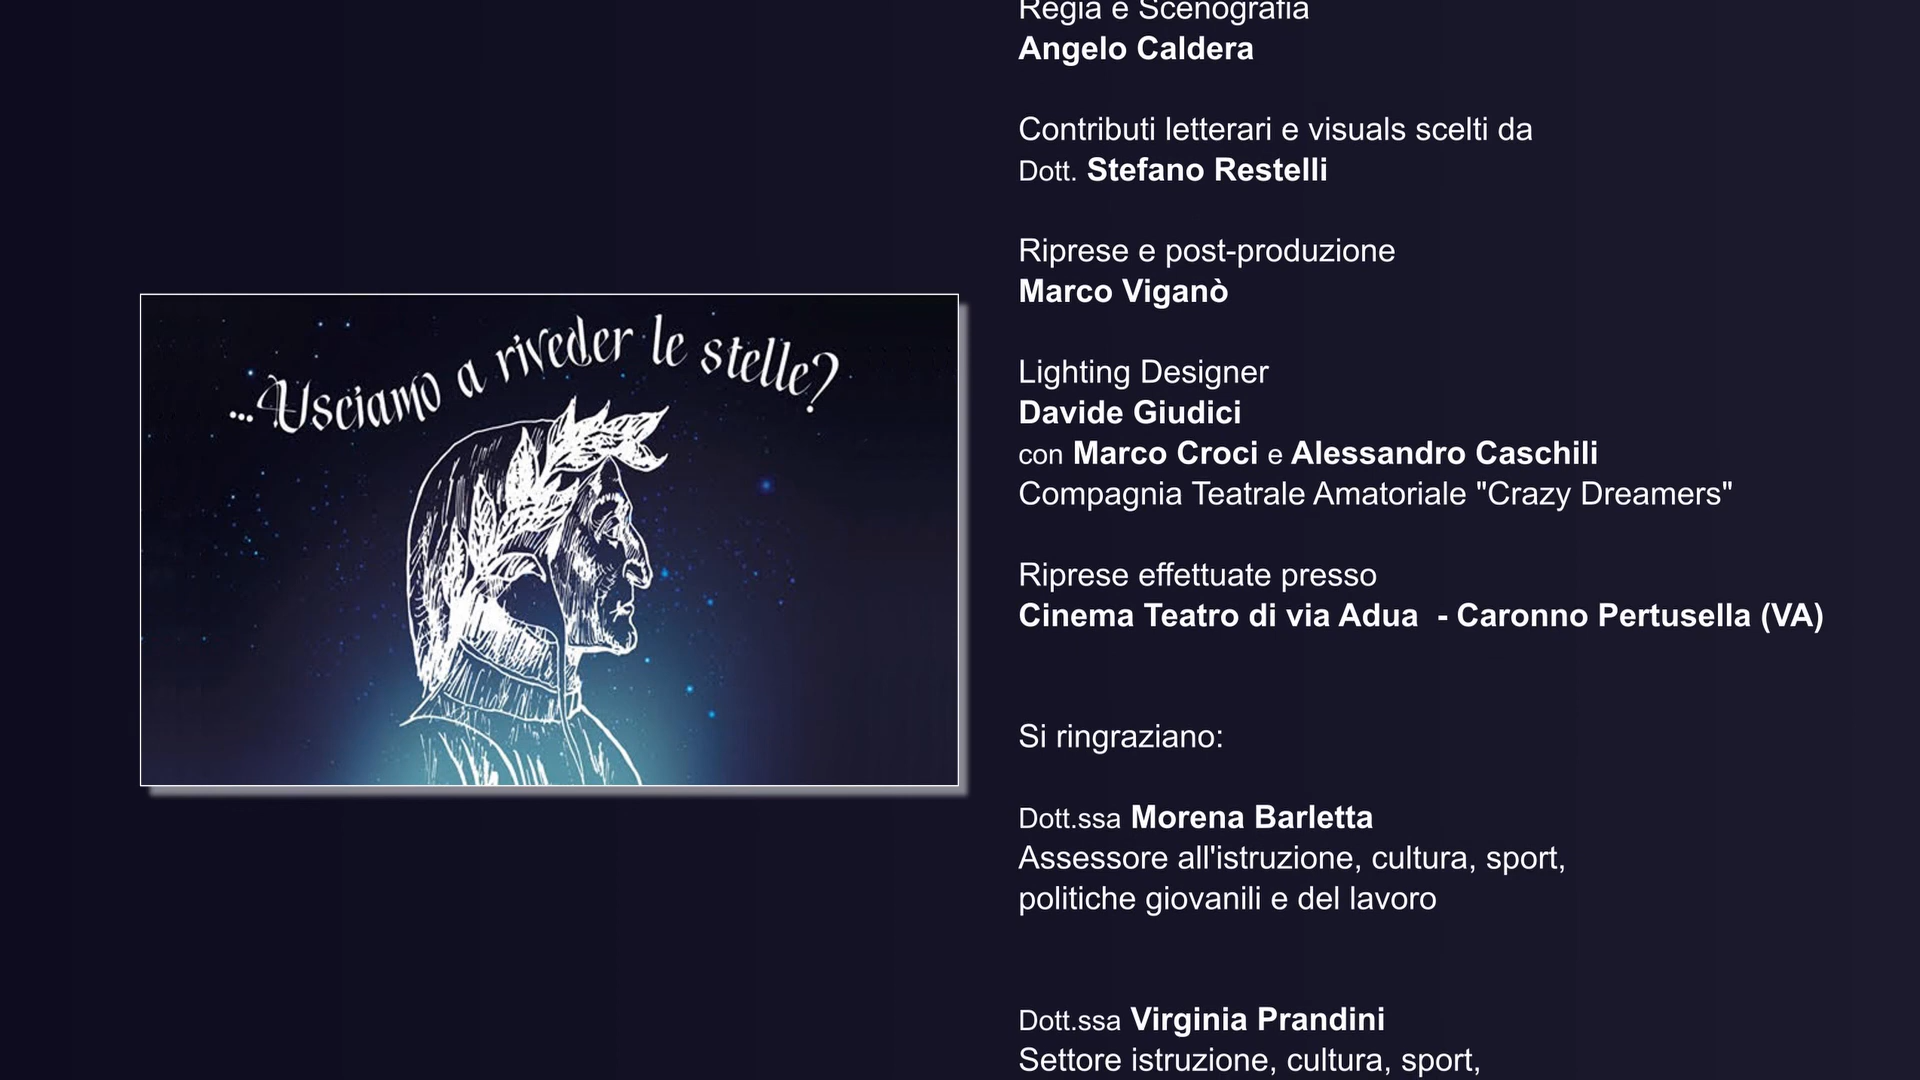 ...Usciamo a riveder le stelle?
Regia e Scenografia
Angelo Caldera
Contributi letterari e visuals scelti da
Dott. Stefano Restelli
Riprese e post-produzione
Marco Viganò
Lighting Designer
Davide Giudici
con Marco Croci e Alessandro Caschili
Compagnia Teatrale Amatoriale "Crazy Dreamers"
Riprese effettuate presso
Cinema Teatro di via Adua  - Caronno Pertusella (VA)
Si ringraziano:
Dott.ssa Morena Barletta
Assessore all'istruzione, cultura, sport,
politiche giovanili e del lavoro
Dott.ssa Virginia Prandini
Settore istruzione, cultura, sport,